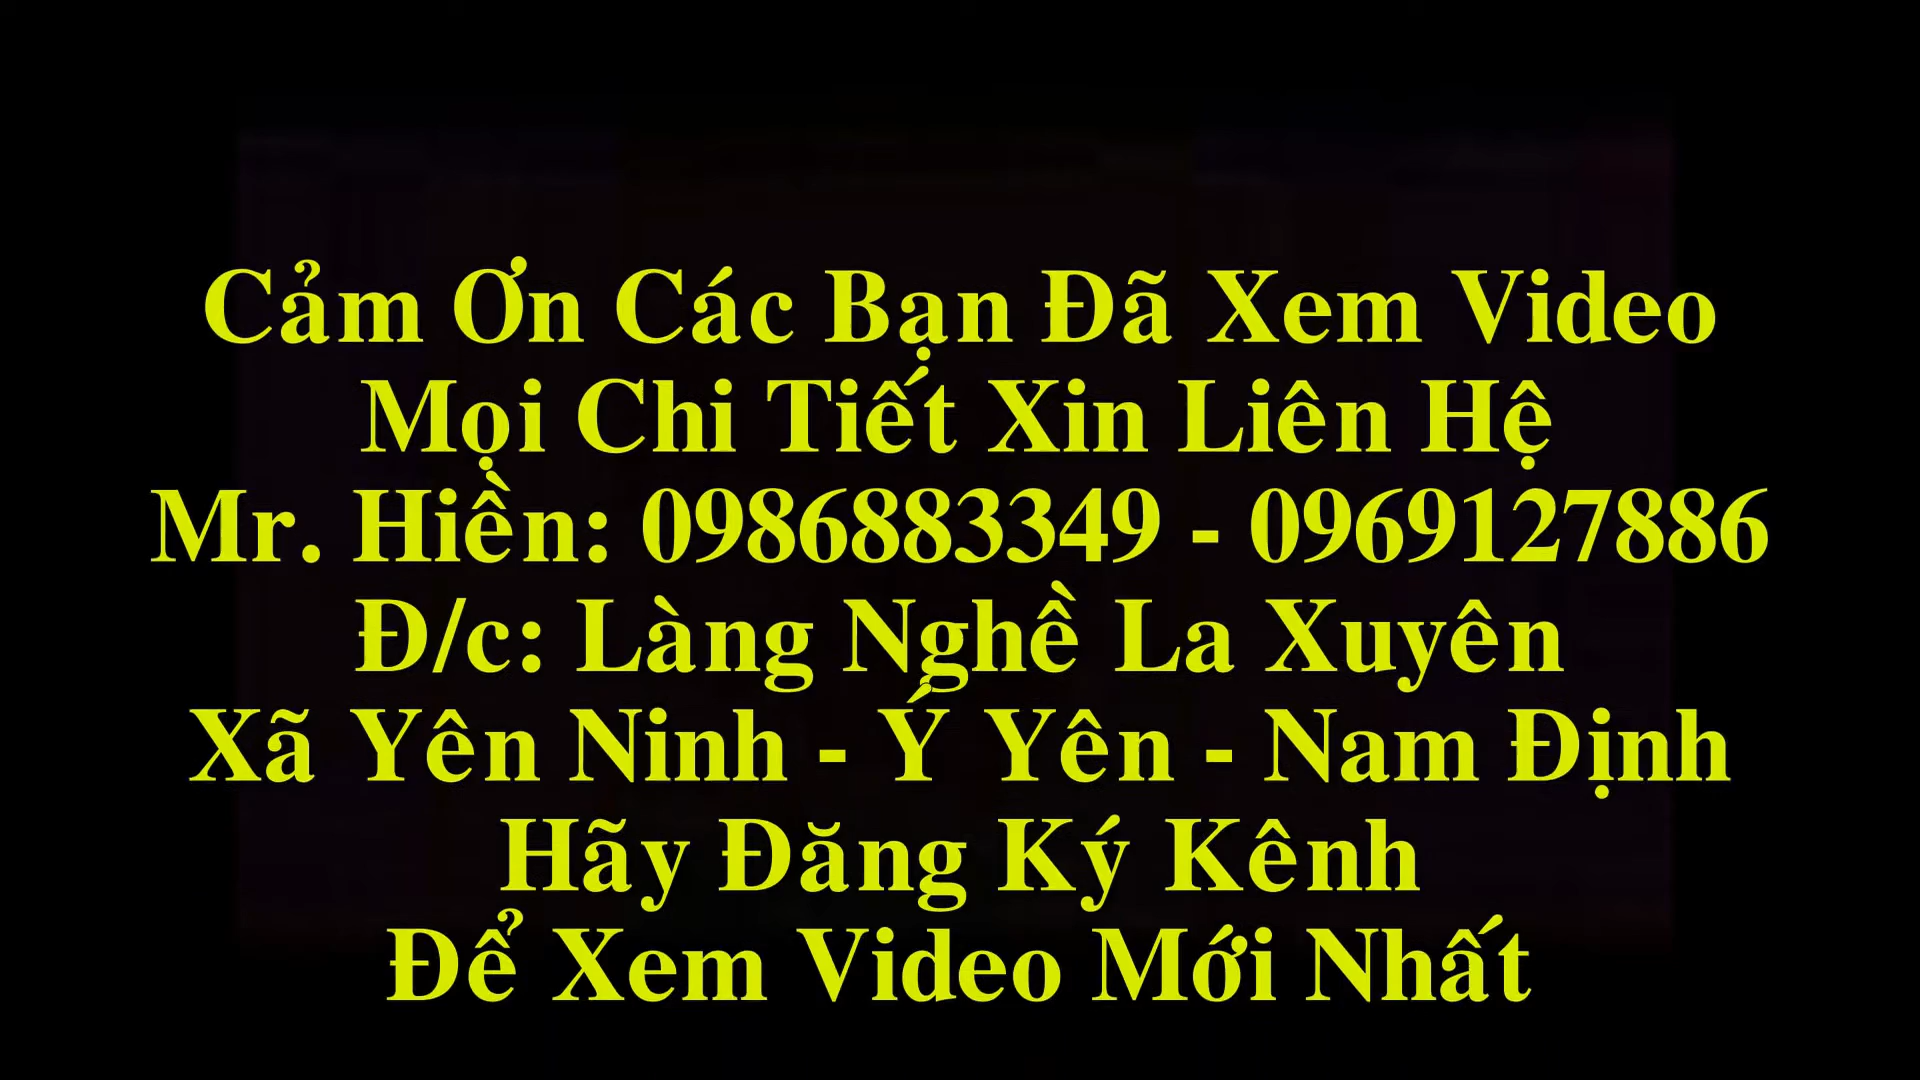 Cảm Ơn Các Bạn Đã Xem Video
Mọi Chi Tiết Xin Liên Hệ
Mr. Hiền: 0986883349 - 0969127886
Đ/c: Làng Nghề La Xuyên
Xã Yên Ninh - Ý Yên - Nam Định
Hãy Đăng Ký Kênh
Để Xem Video Mới Nhất